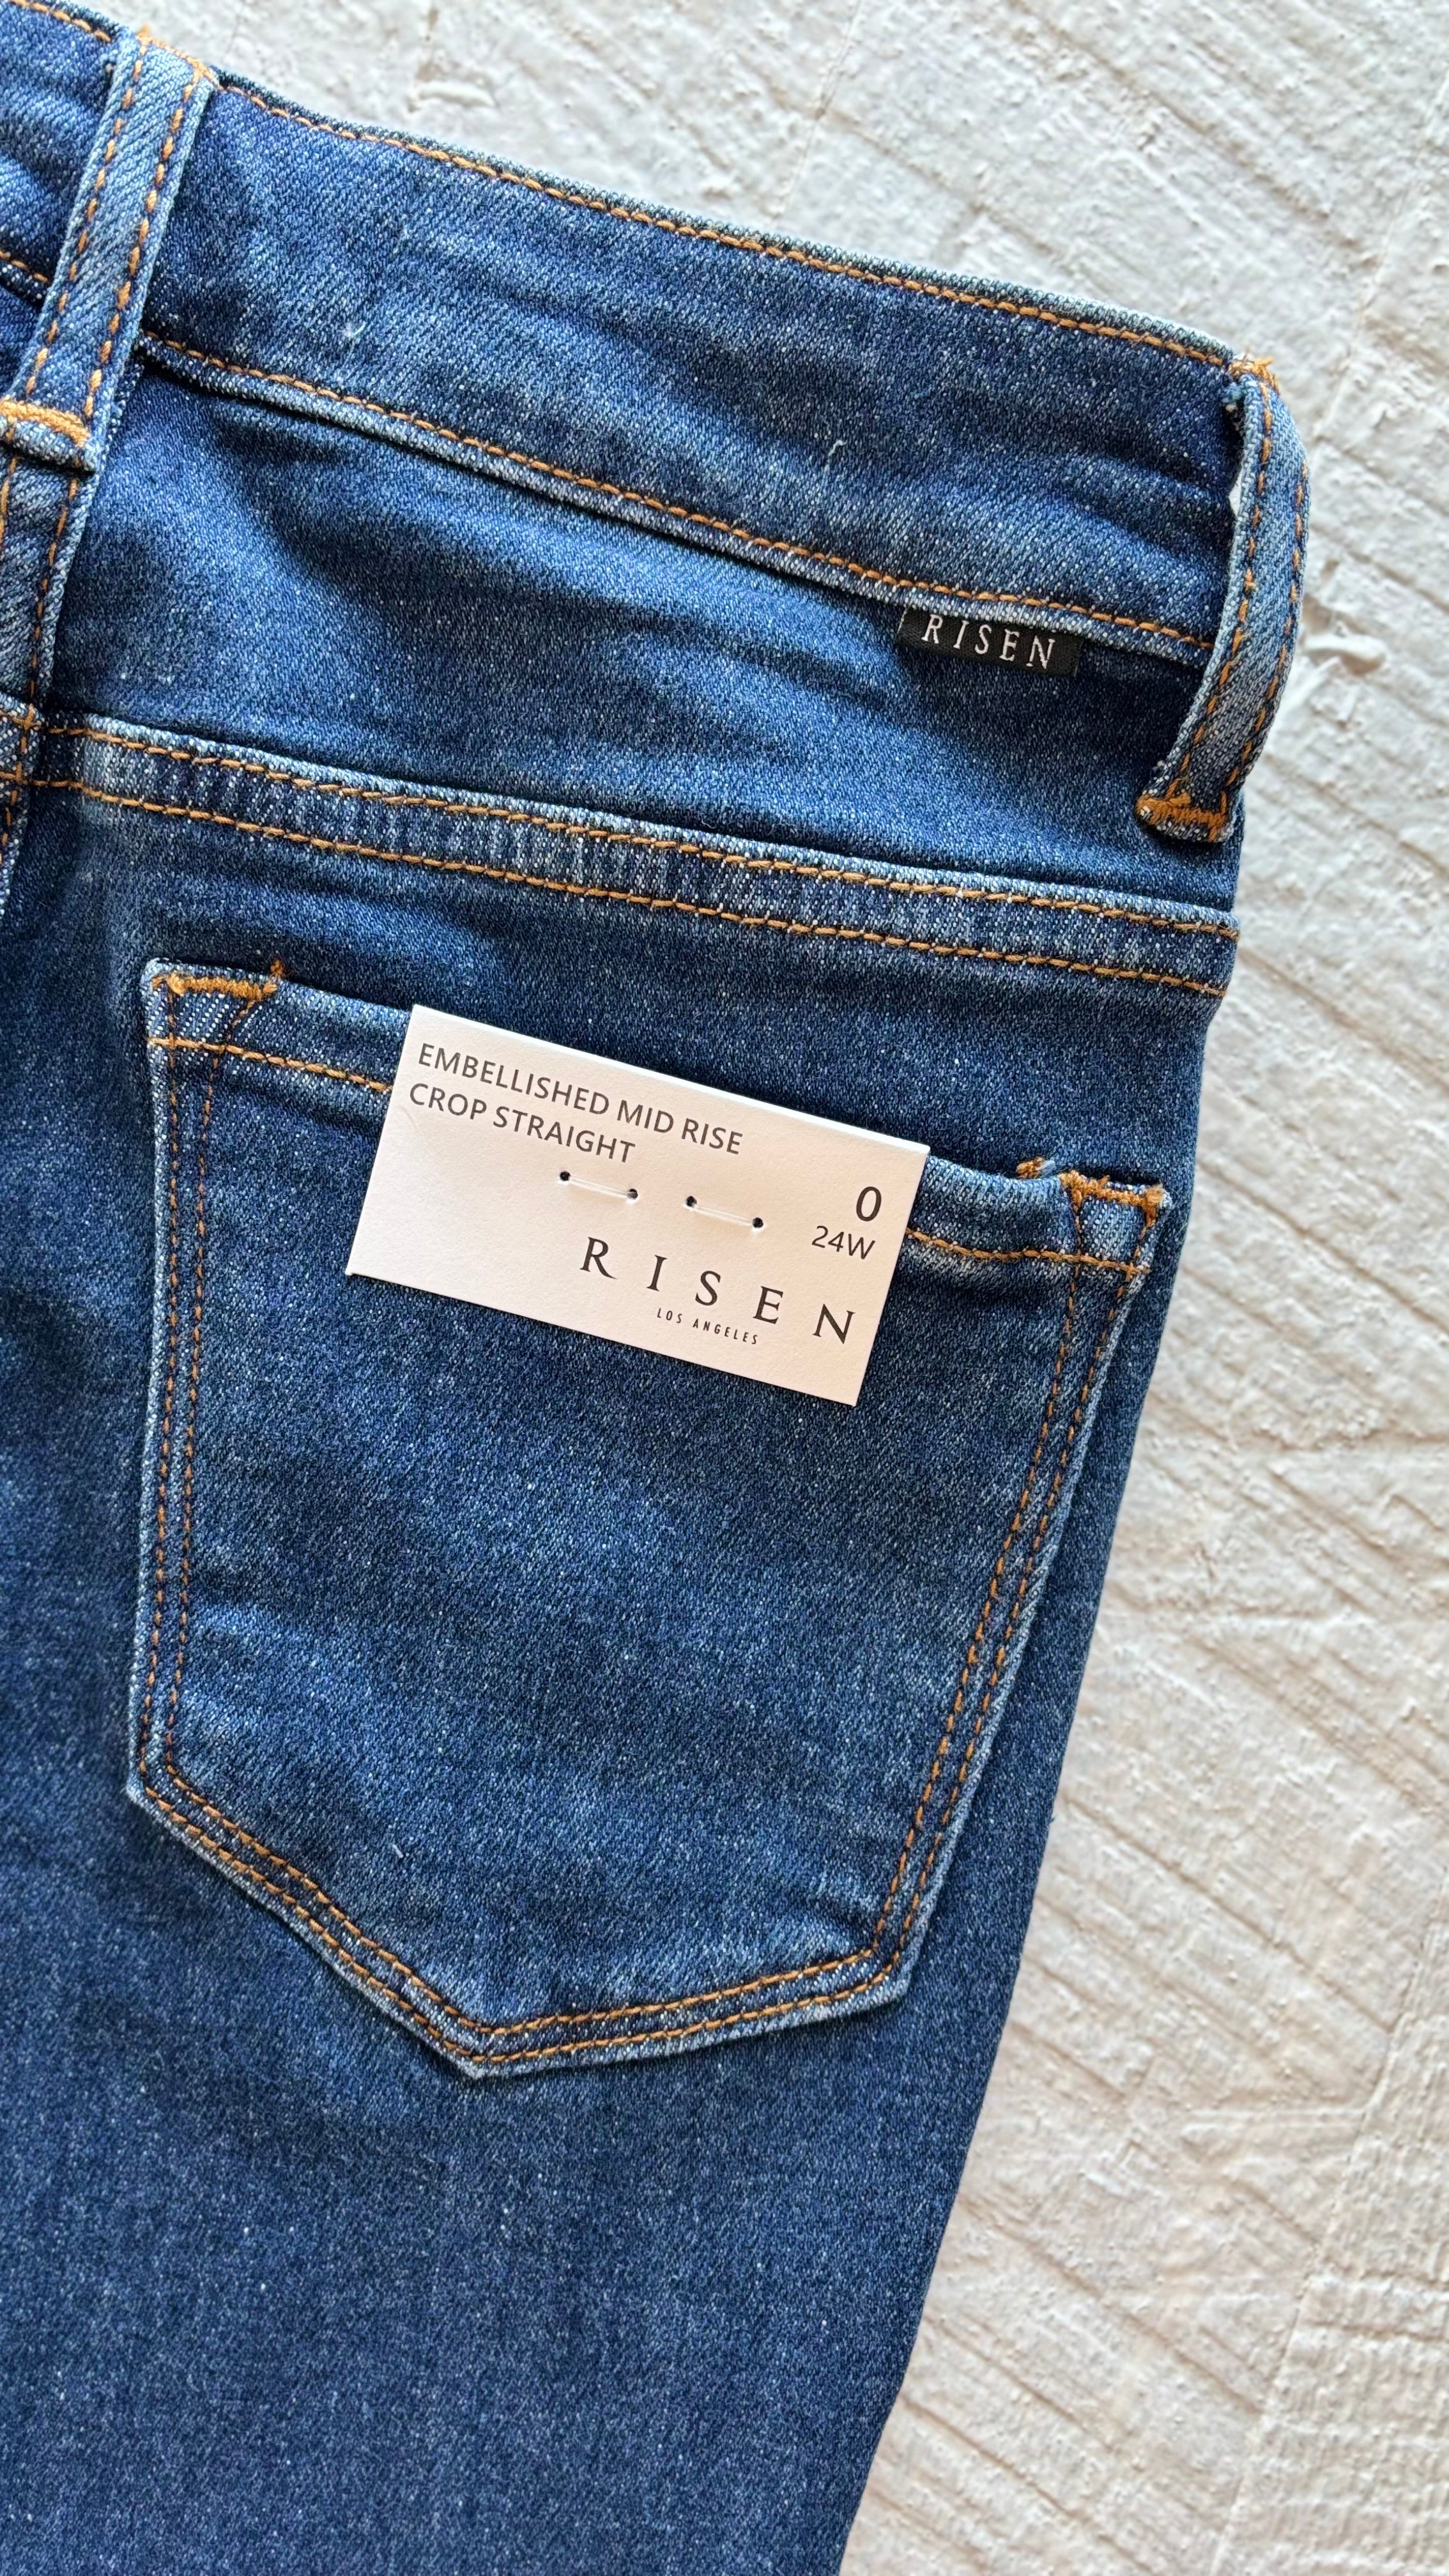 RISEN
EMBELLISHED MID RISE
CROP STRAIGHT
0
24W
RISEN
LOS ANGELES